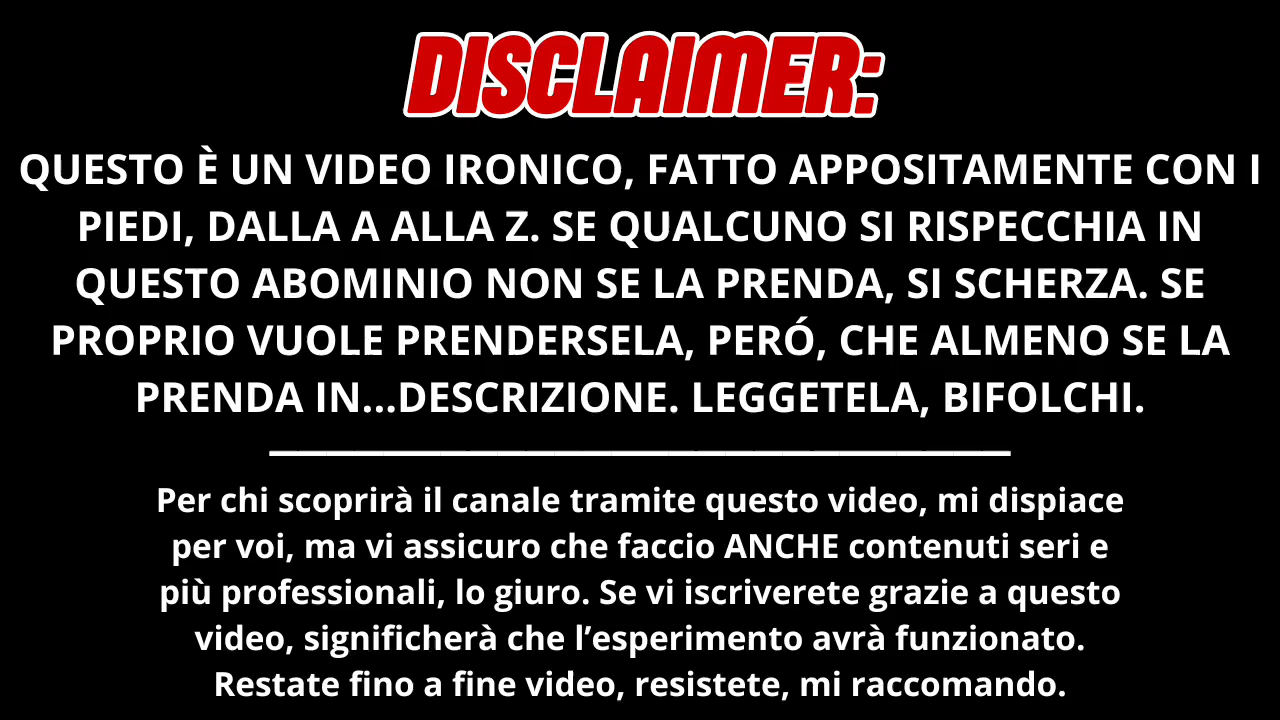 DISCLAIMER:
QUESTO È UN VIDEO IRONICO, FATTO APPOSITAMENTE CON I
PIEDI, DALLA A ALLA Z. SE QUALCUNO SI RISPECCHIA IN
QUESTO ABOMINIO NON SE LA PRENDA, SI SCHERZA. SE
PROPRIO VUOLE PRENDERSELA, PERÓ, CHE ALMENO SE LA
PRENDA IN...DESCRIZIONE. LEGGETELA, BIFOLCHI.
Per chi scoprirà il canale tramite questo video, mi dispiace
per voi, ma vi assicuro che faccio ANCHE contenuti seri e
più professionali, lo giuro. Se vi iscriverete grazie a questo
video, significherà che l’esperimento avrà funzionato.
Restate fino a fine video, resistete, mi raccomando.